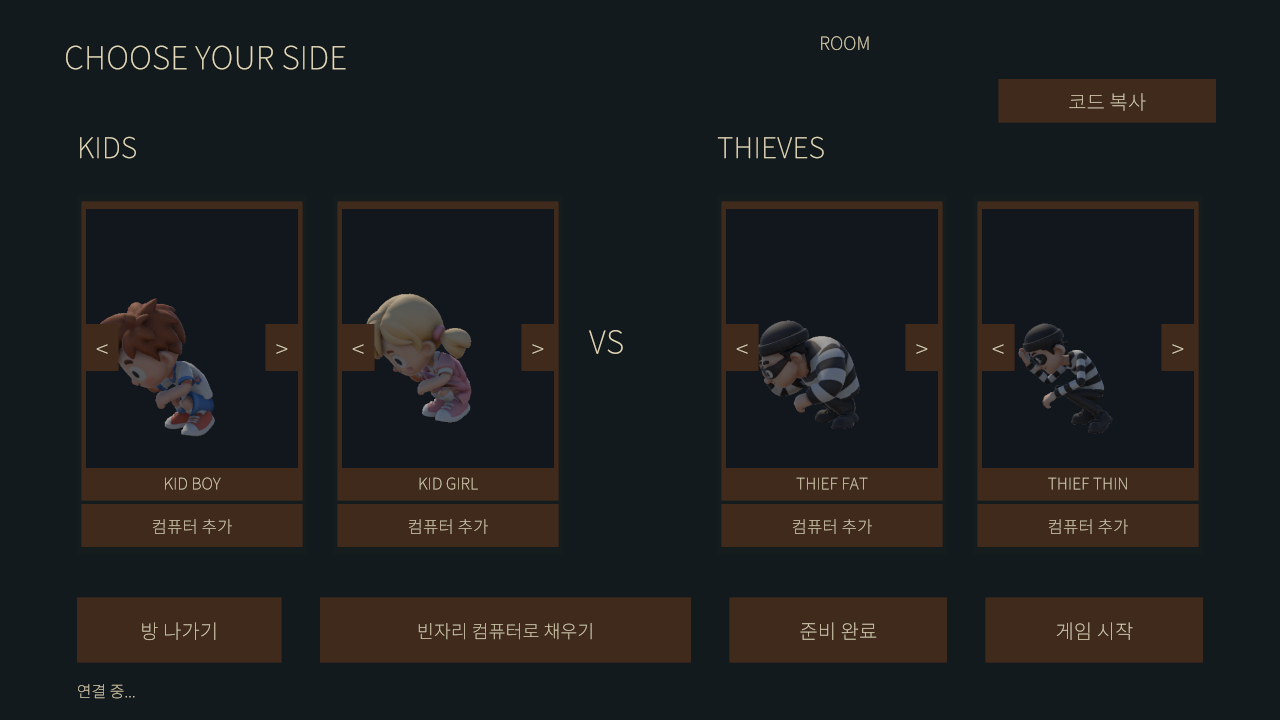 CHOOSE YOUR SIDE
ROOM
코드 복사
KIDS
THIEVES
< >
< >
VS
< >
< >
KID BOY
KID GIRL
THIEF FAT
THIEF THIN
컴퓨터 추가
컴퓨터 추가
컴퓨터 추가
컴퓨터 추가
방 나가기
빈자리 컴퓨터로 채우기
준비 완료
게임 시작
연결 중...